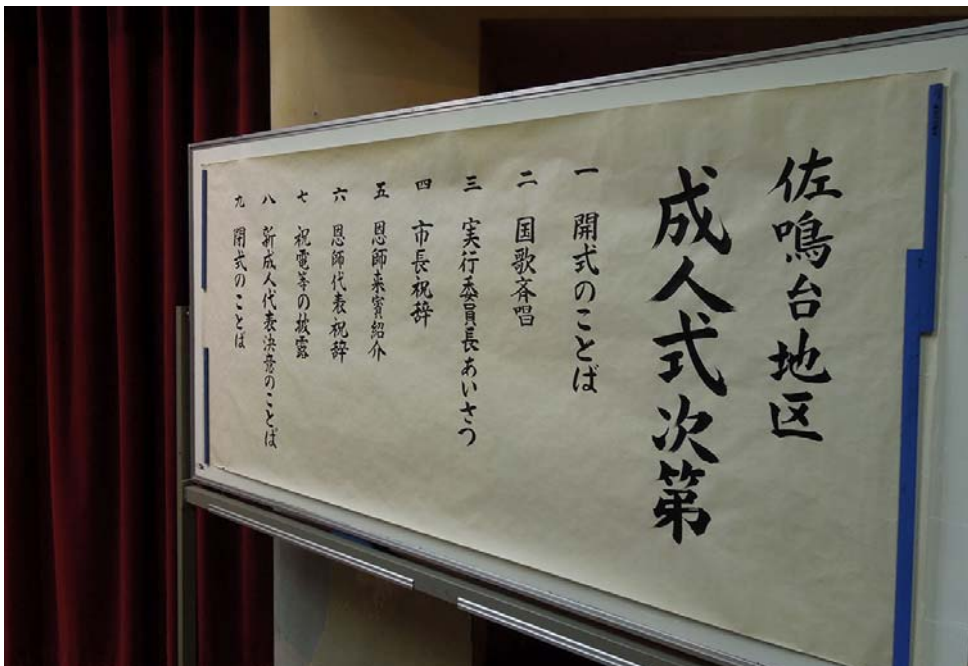 佐鳴台地区
成人式次第
一 開式のことば
二 国歌斉唱
三 実行委員長あいさつ
四 市長祝辞
五 恩師来賓紹介
六 恩師代表祝辞
七 祝電等の披露
八 新成人代表決意のことば
九 閉式のことば